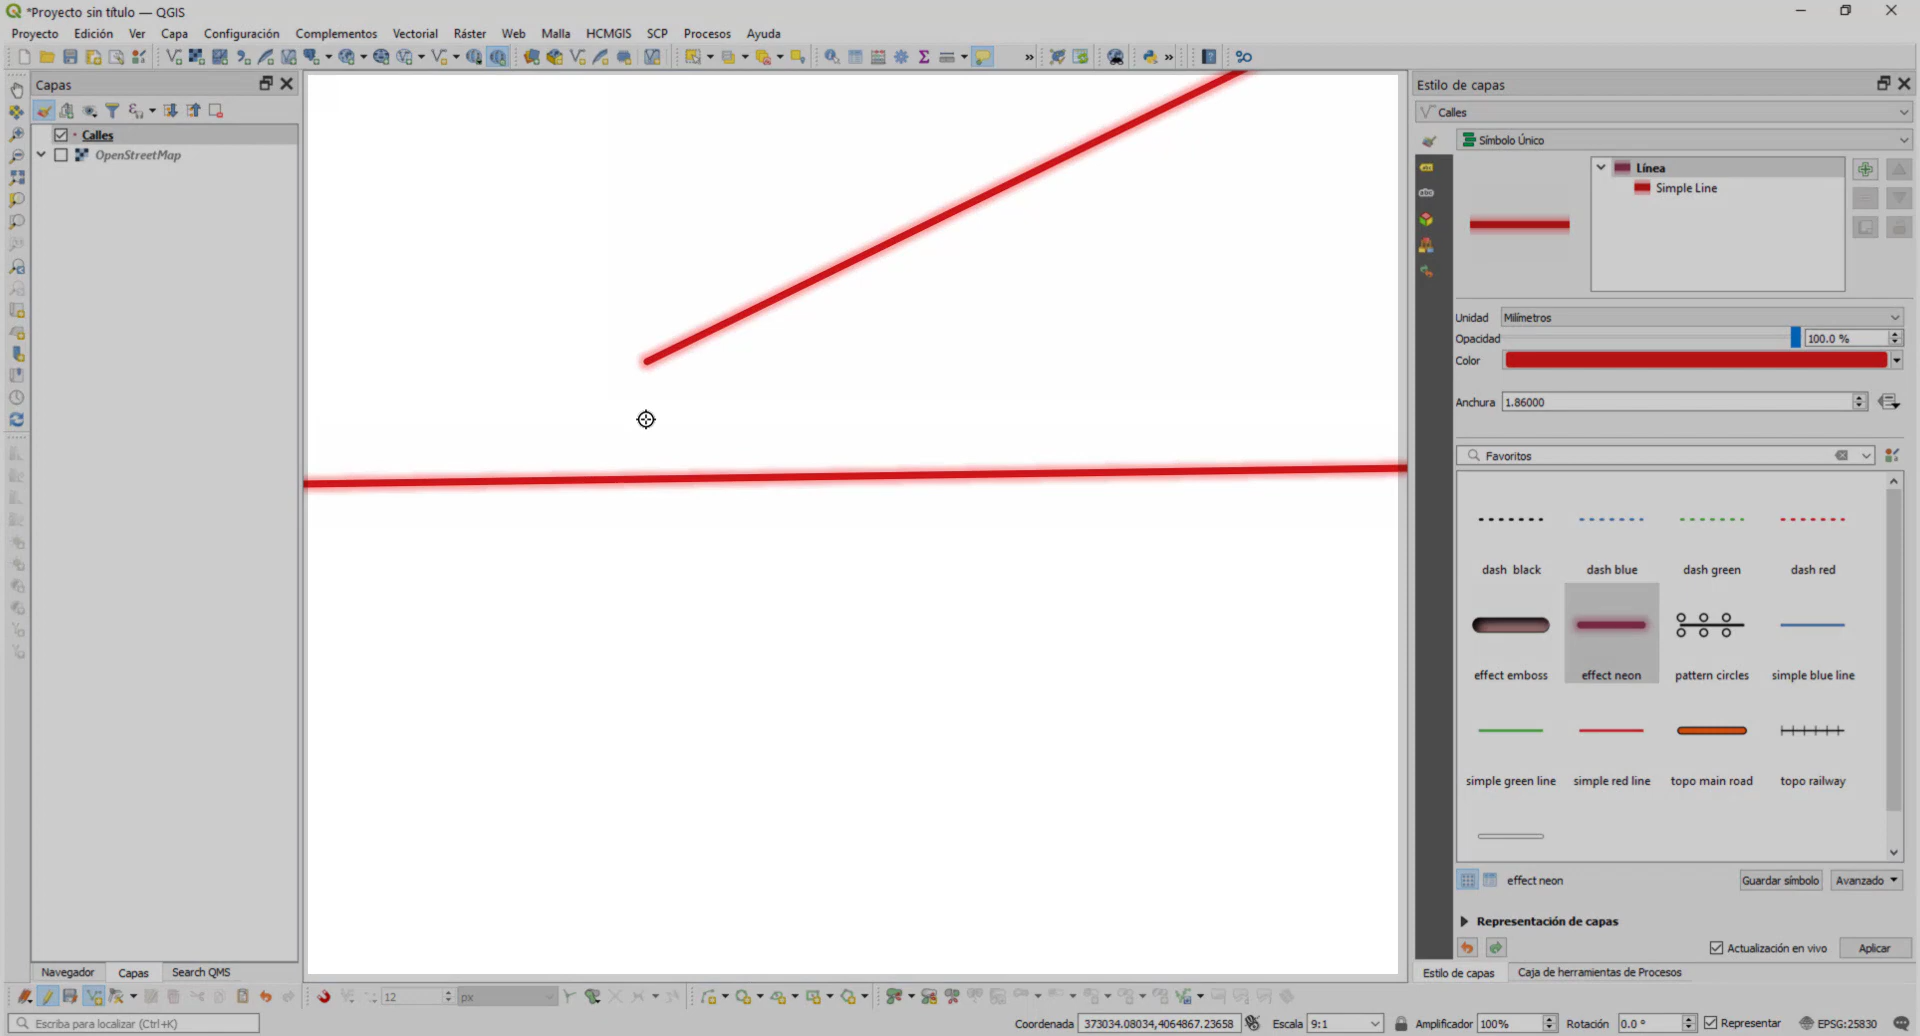 *Proyecto sin título — QGIS
Proyecto Edición Ver Capa Configuración Complementos Vectorial Ráster Web Malla HCMGIS SCP Procesos Ayuda
Capas
Calles
OpenStreetMap
Estilo de capas
Calles
Símbolo Único
Línea
Simple Line
Unidad Milímetros
Opacidad 100.0 %
Color
Anchura 1.86000
Favoritos
dash black dash blue dash green dash red
effect emboss effect neon pattern circles simple blue line
simple green line simple red line topo main road topo railway
effect neon Guardar símbolo Avanzado
Representación de capas
Actualización en vivo Aplicar
Navegador Capas Search QMS
Estilo de capas Caja de herramientas de Procesos
12 px
Escriba para localizar (Ctrl+K) Coordenada 373034.08034,4064867.23658 Escala 9:1 Amplificador 100% Rotación 0.0 ° Representar EPSG:25830